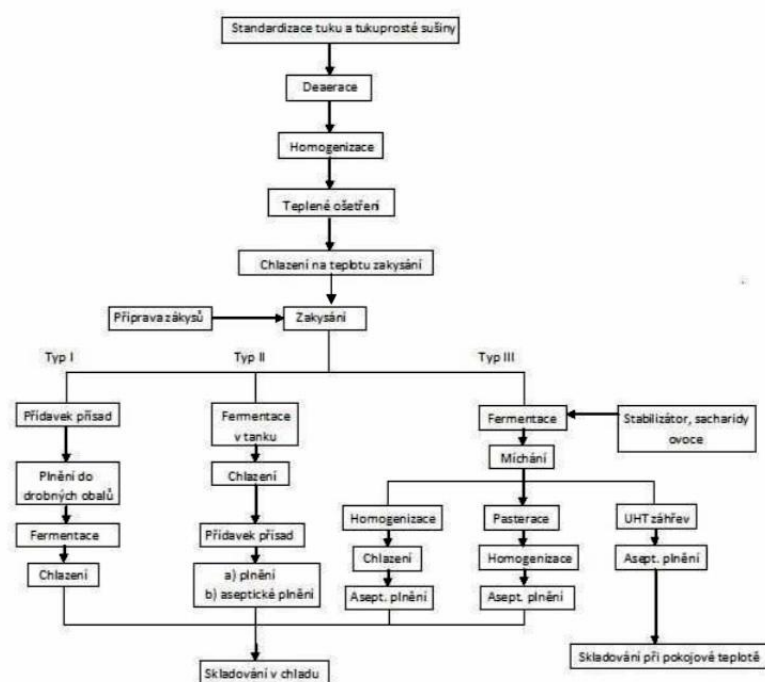 Standardizace tuku a tukuprosté sušiny
Deaerace
Homogenizace
Teplené ošetření
Chlazení na teplotu zakysání
Příprava zákysů
Zakysání
Typ I
Typ II
Typ III
Přídavek přísad
Fermentace
v tanku
Fermentace
Stabilizátor, sacharidy
ovoce
Plnění do
drobných obalů
Chlazení
Míchání
Fermentace
Přídavek přísad
Homogenizace
Pasterace
UHT záhřev
Chlazení
a) plnění
b) aseptické plnění
Chlazení
Homogenizace
Asept. plnění
Asept. plnění
Asept. plnění
Skladování v chladu
Skladování při pokojové teplotě